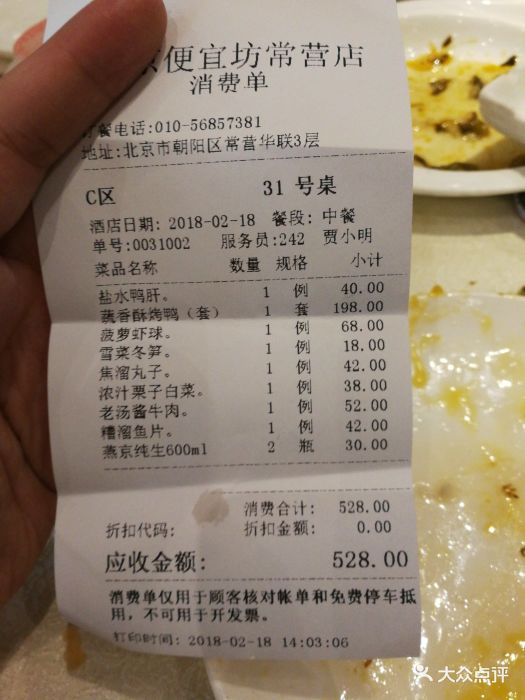 便宜坊常营店
消费单
订餐电话:010-56857381
地址:北京市朝阳区常营华联3层
C区 31 号桌
酒店日期: 2018-02-18 餐段: 中餐
单号:0031002 服务员:242 贾小明
菜品名称 数量 规格 小计
盐水鸭肝。 1 例 40.00
蔬香酥烤鸭（套） 1 套 198.00
菠萝虾球。 1 例 68.00
雪菜冬笋。 1 例 18.00
焦溜丸子。 1 例 42.00
浓汁栗子白菜。 1 例 38.00
老汤酱牛肉。 1 例 52.00
糟溜鱼片。 1 例 42.00
燕京纯生600ml 2 瓶 30.00
消费合计: 528.00
折扣代码: 折扣金额: 0.00
应收金额: 528.00
消费单仅用于顾客核对帐单和免费停车抵
用，不可用于开发票。
打印时间: 2018-02-18 14:03:06
大众点评